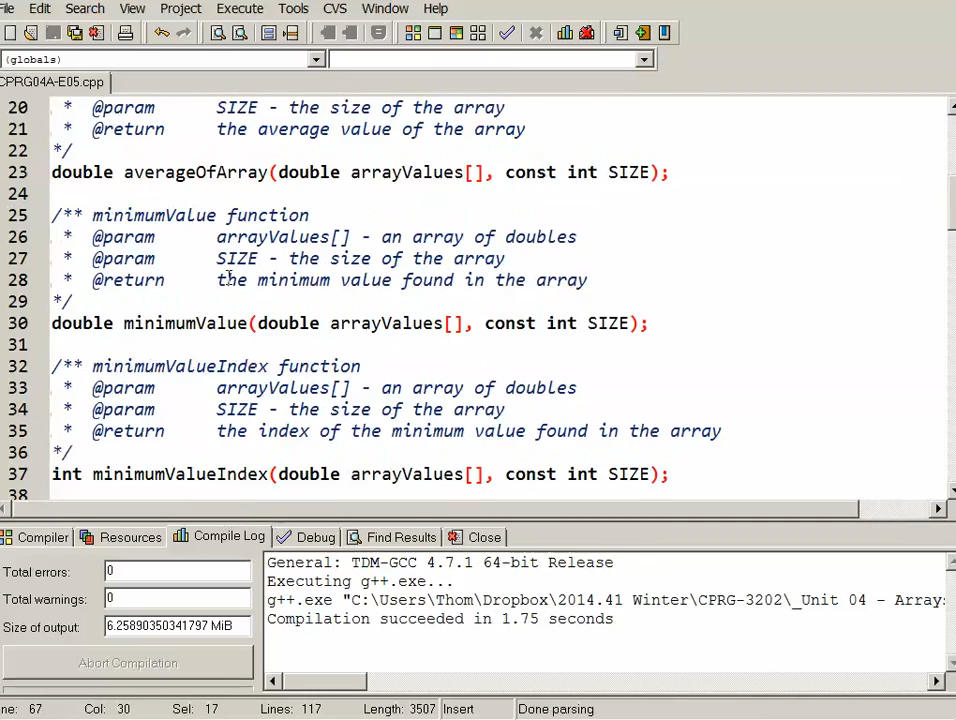 File Edit Search View Project Execute Tools CVS Window Help
(globals)
CPRG04A-E05.cpp
20 * @param SIZE - the size of the array
21 * @return the average value of the array
22 */
23 double averageOfArray(double arrayValues[], const int SIZE);
24
25 /** minimumValue function
26 * @param arrayValues[] - an array of doubles
27 * @param SIZE - the size of the array
28 * @return the minimum value found in the array
29 */
30 double minimumValue(double arrayValues[], const int SIZE);
31
32 /** minimumValueIndex function
33 * @param arrayValues[] - an array of doubles
34 * @param SIZE - the size of the array
35 * @return the index of the minimum value found in the array
36 */
37 int minimumValueIndex(double arrayValues[], const int SIZE);
38
Compiler Resources Compile Log Debug Find Results Close
Total errors: 0
Total warnings: 0
Size of output: 6.25890350341797 MiB
Abort Compilation
General: TDM-GCC 4.7.1 64-bit Release
Executing g++.exe...
g++.exe "C:\Users\Thom\Dropbox\2014.41 Winter\CPRG-3202\_Unit 04 - Arrays
Compilation succeeded in 1.75 seconds
ne: 67 Col: 30 Sel: 17 Lines: 117 Length: 3507 Insert Done parsing